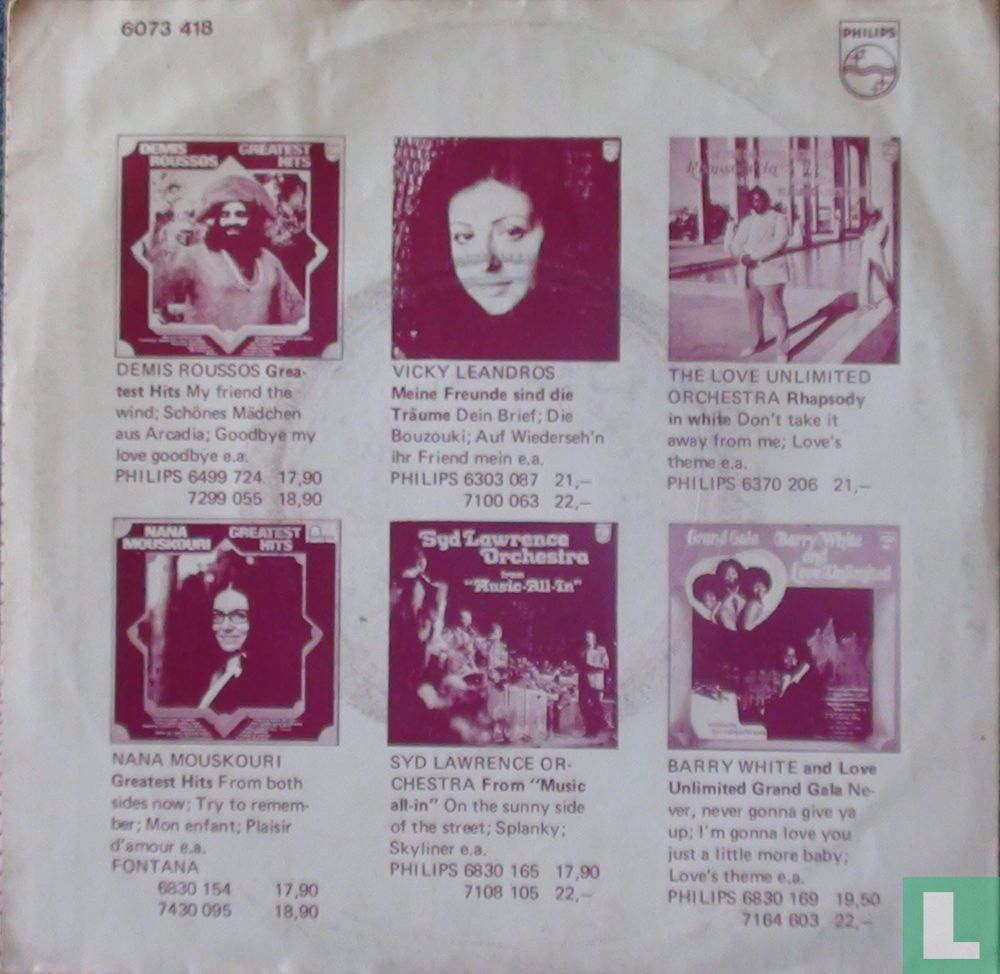 6073 418
PHILIPS
DEMIS ROUSSOS
GREATEST HITS
DEMIS ROUSSOS Grea-
test Hits My friend the
wind; Schönes Mädchen
aus Arcadia; Goodbye my
love goodbye e.a.
PHILIPS 6499 724 17,90
7299 055 18,90
VICKY LEANDROS
Meine Freunde sind die
Träume Dein Brief; Die
Bouzouki; Auf Wiederseh'n
ihr Friend mein e.a.
PHILIPS 6303 087 21,—
7100 063 22,—
THE LOVE UNLIMITED
ORCHESTRA Rhapsody
in white Don't take it
away from me; Love's
theme e.a.
PHILIPS 6370 206 21,—
NANA MOUSKOURI
GREATEST HITS
NANA MOUSKOURI
Greatest Hits From both
sides now; Try to remem-
ber; Mon enfant; Plaisir
d'amour e.a.
FONTANA
6830 154 17,90
7430 095 18,90
Syd Lawrence
Orchestra
from
"Music-All-In"
SYD LAWRENCE OR-
CHESTRA From "Music
all-in" On the sunny side
of the street; Splanky;
Skyliner e.a.
PHILIPS 6830 165 17,90
7108 105 22,—
Grand Gala Barry White
and
Love Unlimited
BARRY WHITE and Love
Unlimited Grand Gala Ne-
ver, never gonna give ya
up; I'm gonna love you
just a little more baby;
Love's theme e.a.
PHILIPS 6830 169 19,50
7164 603 22,—
L